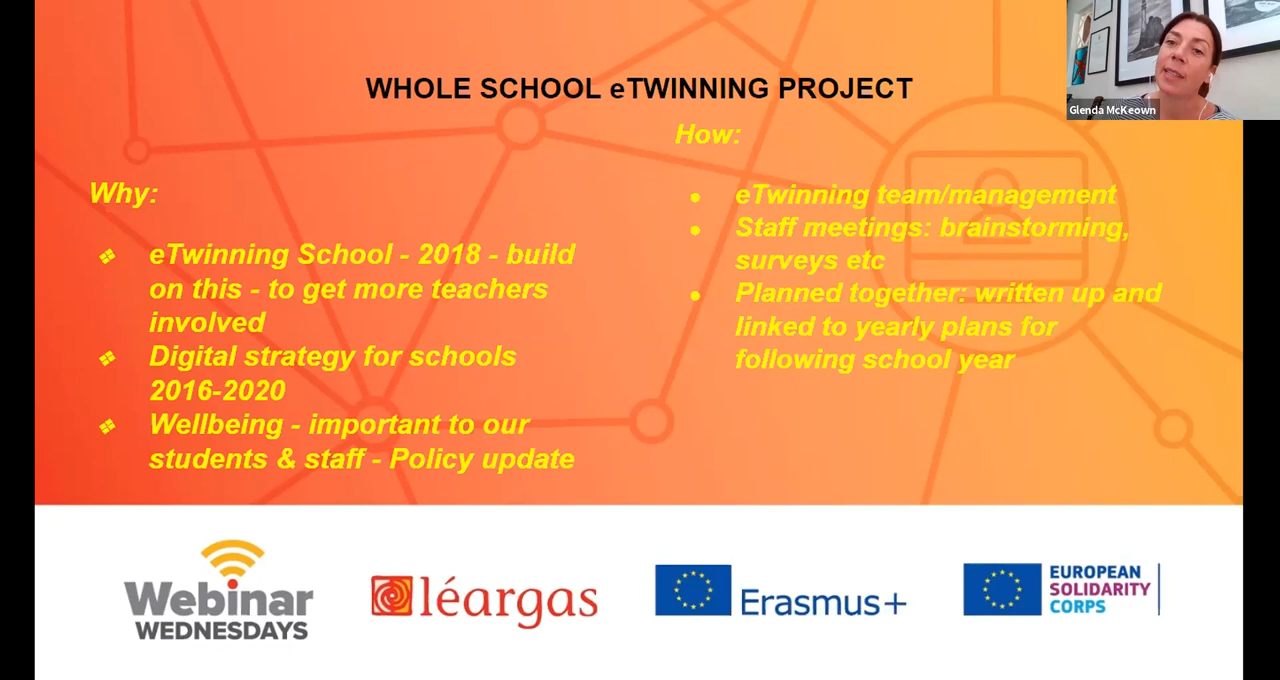 WHOLE SCHOOL eTWINNING PROJECT
Glenda McKeown
Why:
❖ eTwinning School - 2018 - build
on this - to get more teachers
involved
❖ Digital strategy for schools
2016-2020
❖ Wellbeing - important to our
students & staff - Policy update
How:
● eTwinning team/management
● Staff meetings: brainstorming,
surveys etc
● Planned together: written up and
linked to yearly plans for
following school year
Webinar
WEDNESDAYS
léargas
Erasmus+
EUROPEAN
SOLIDARITY
CORPS